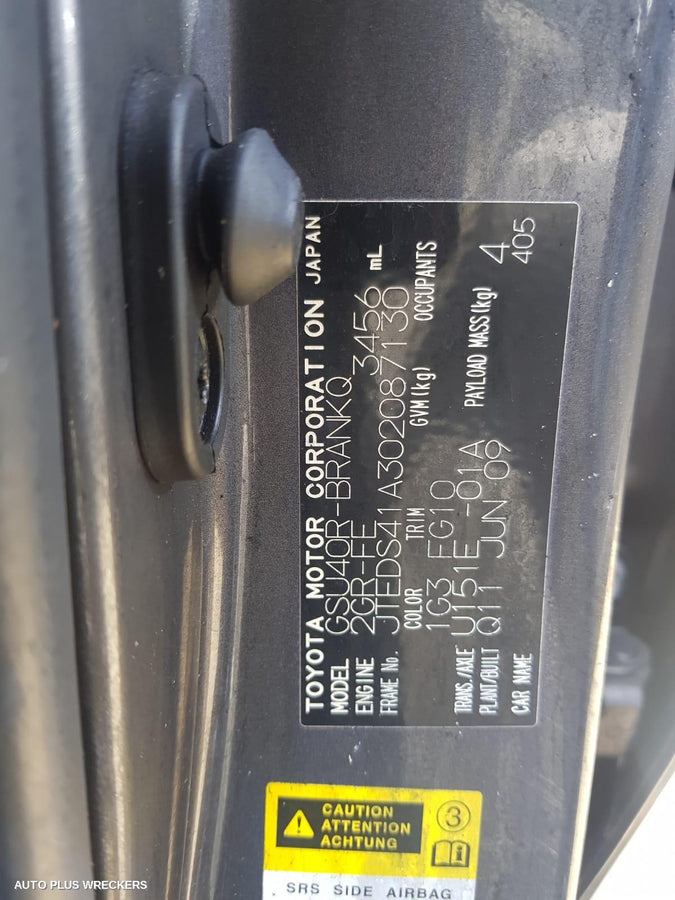 TOYOTA MOTOR CORPORATION JAPAN
MODEL GSU40R-BRANKQ
ENGINE 2GR-FE 3456 mL
FRAME No. JTEDS41A302087130
COLOR TRIM GVM(kg) OCCUPANTS
1G3 FG10 4
TRANS./AXLE U151E -01A PAYLOAD MASS(kg) 405
PLANT/BUILT Q11 JUN 09
CAR NAME
CAUTION
ATTENTION
ACHTUNG
3
SRS SIDE AIRBAG
AUTO PLUS WRECKERS